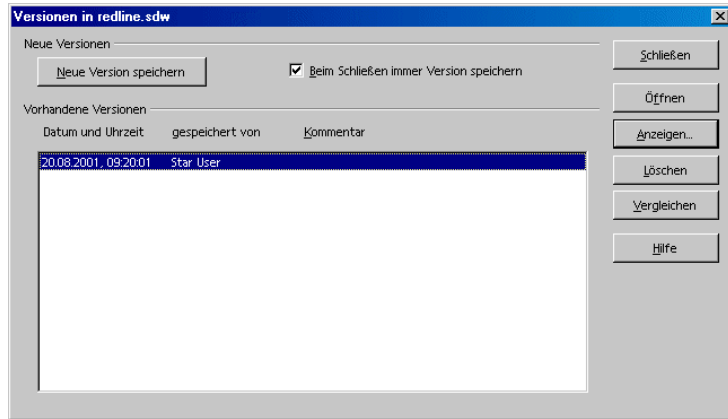 Versionen in redline.sdw
Neue Versionen
Neue Version speichern
Beim Schließen immer Version speichern
Vorhandene Versionen
Datum und Uhrzeit gespeichert von Kommentar
20.08.2001, 09:20:01 Star User
Schließen
Öffnen
Anzeigen...
Löschen
Vergleichen
Hilfe